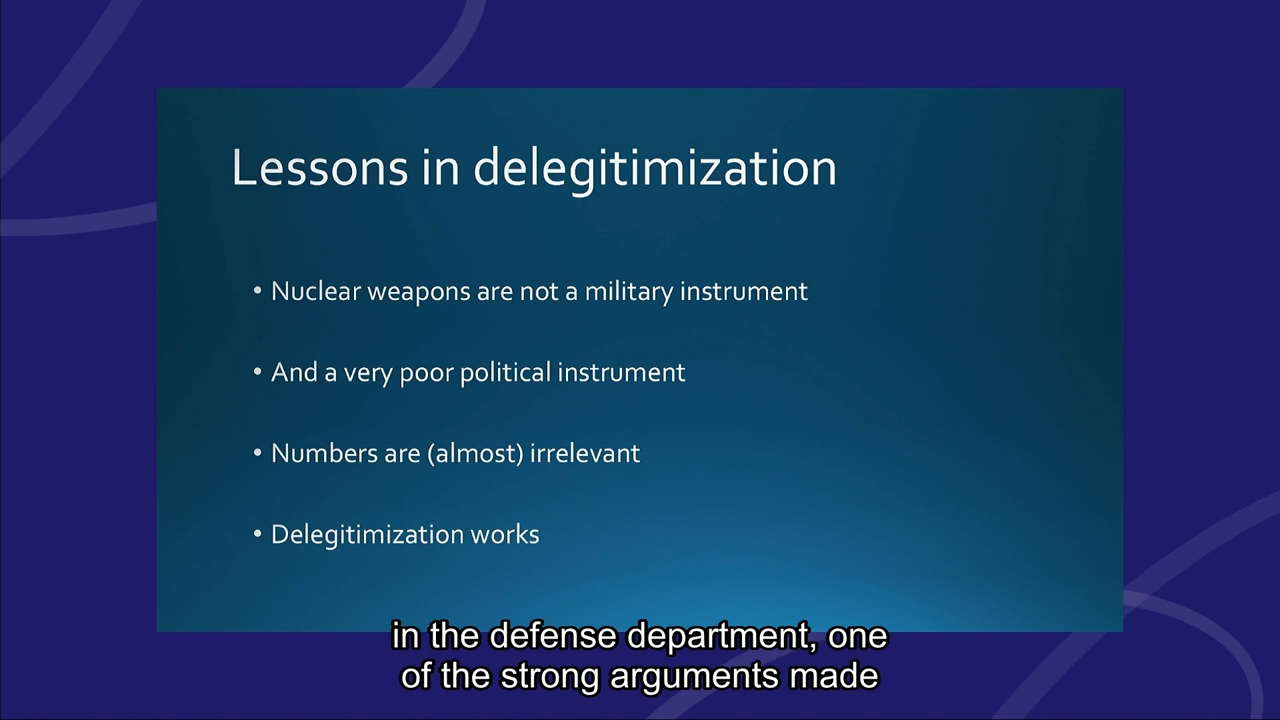 Lessons in delegitimization
• Nuclear weapons are not a military instrument
• And a very poor political instrument
• Numbers are (almost) irrelevant
• Delegitimization works
in the defense department, one
of the strong arguments made